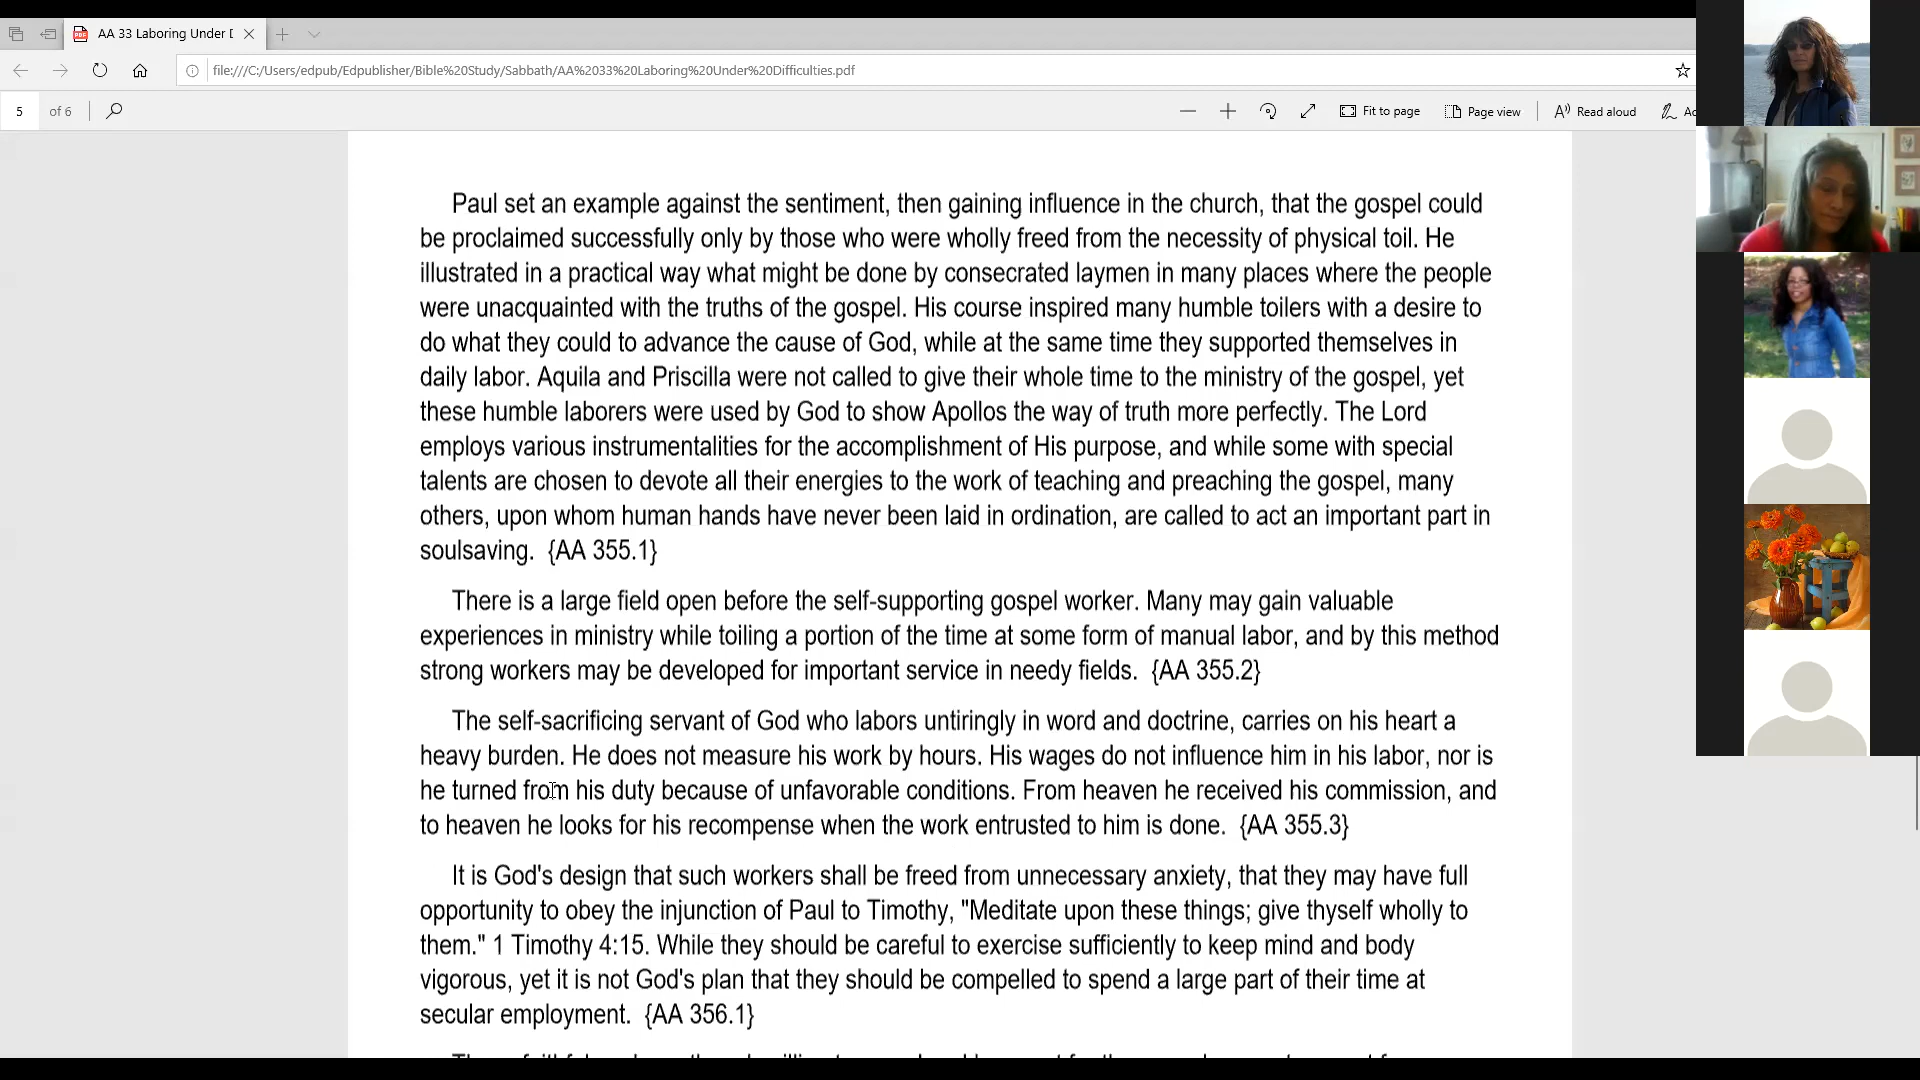 AA 33 Laboring Under D
file:///C:/Users/edpub/Edpublisher/Bible%20Study/Sabbath/AA%2033%20Laboring%20Under%20Difficulties.pdf
5 of 6
Fit to page
Page view
Read aloud
Paul set an example against the sentiment, then gaining influence in the church, that the gospel could
be proclaimed successfully only by those who were wholly freed from the necessity of physical toil. He
illustrated in a practical way what might be done by consecrated laymen in many places where the people
were unacquainted with the truths of the gospel. His course inspired many humble toilers with a desire to
do what they could to advance the cause of God, while at the same time they supported themselves in
daily labor. Aquila and Priscilla were not called to give their whole time to the ministry of the gospel, yet
these humble laborers were used by God to show Apollos the way of truth more perfectly. The Lord
employs various instrumentalities for the accomplishment of His purpose, and while some with special
talents are chosen to devote all their energies to the work of teaching and preaching the gospel, many
others, upon whom human hands have never been laid in ordination, are called to act an important part in
soulsaving. {AA 355.1}
There is a large field open before the self-supporting gospel worker. Many may gain valuable
experiences in ministry while toiling a portion of the time at some form of manual labor, and by this method
strong workers may be developed for important service in needy fields. {AA 355.2}
The self-sacrificing servant of God who labors untiringly in word and doctrine, carries on his heart a
heavy burden. He does not measure his work by hours. His wages do not influence him in his labor, nor is
he turned from his duty because of unfavorable conditions. From heaven he received his commission, and
to heaven he looks for his recompense when the work entrusted to him is done. {AA 355.3}
It is God's design that such workers shall be freed from unnecessary anxiety, that they may have full
opportunity to obey the injunction of Paul to Timothy, "Meditate upon these things; give thyself wholly to
them." 1 Timothy 4:15. While they should be careful to exercise sufficiently to keep mind and body
vigorous, yet it is not God's plan that they should be compelled to spend a large part of their time at
secular employment. {AA 356.1}